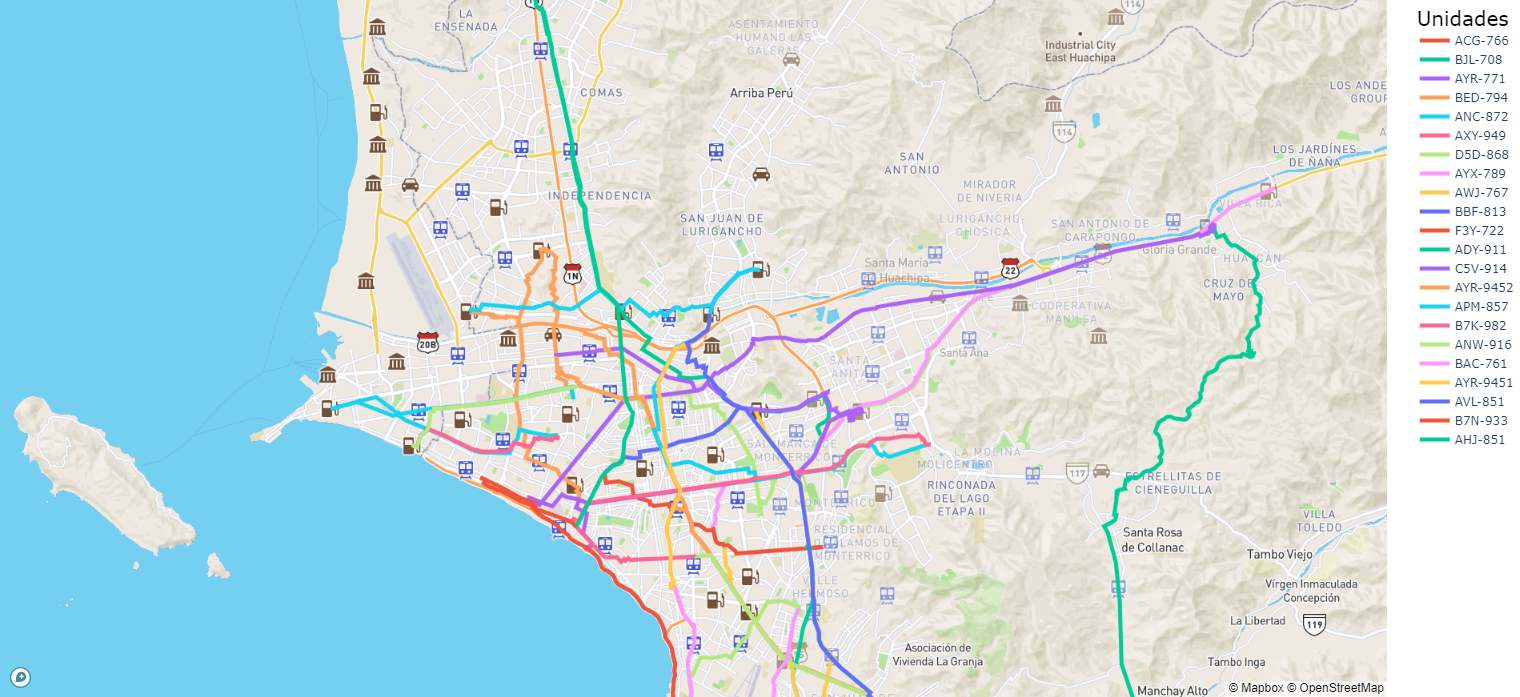 LA
ENSENADA
COMAS
ASENTAMIENTO
HUMANO LAS
GALERAS
Arriba Perú
Industrial City
East Huachipa
114
114
LOS ANDE
GROUP
LOS JARDÍNES
DE ÑAÑA
INDEPENDENCIA
SAN JUAN DE
LURIGANCHO
SAN
ANTONIO
MIRADOR
DE NIVERIA
LURIGANCHO-
CHOSICA
SAN ANTONIO DE
CARAPONGO
VILLA RICA
Gloria Grande
HUAYCÁN
CRUZ DE
MAYO
Santa María
Huachipa
22
1N
20B
COOPERATIVA
MANILSA
Santa Ana
SANTA
ANITA
SALAMANCA DE
MONTERRICO
LA MOLINA
MOLICENTRO
RINCONADA
DEL LAGO
ETAPA II
117
ESTRELLITAS DE
CIENEGUILLA
MONTERRICO
RESIDENCIAL
ALAMOS DE
MONTERRICO
Santa Rosa
de Collanac
VILLA
TOLEDO
Tambo Viejo
VALLE
HERMOSO
Virgen Inmaculada
Concepción
La Libertad
119
Asociación de
Vivienda La Granja
Tambo Inga
Manchay Alto
© Mapbox © OpenStreetMap
Unidades
ACG-766
BJL-708
AYR-771
BED-794
ANC-872
AXY-949
D5D-868
AYX-789
AWJ-767
BBF-813
F3Y-722
ADY-911
C5V-914
AYR-9452
APM-857
B7K-982
ANW-916
BAC-761
AYR-9451
AVL-851
B7N-933
AHJ-851